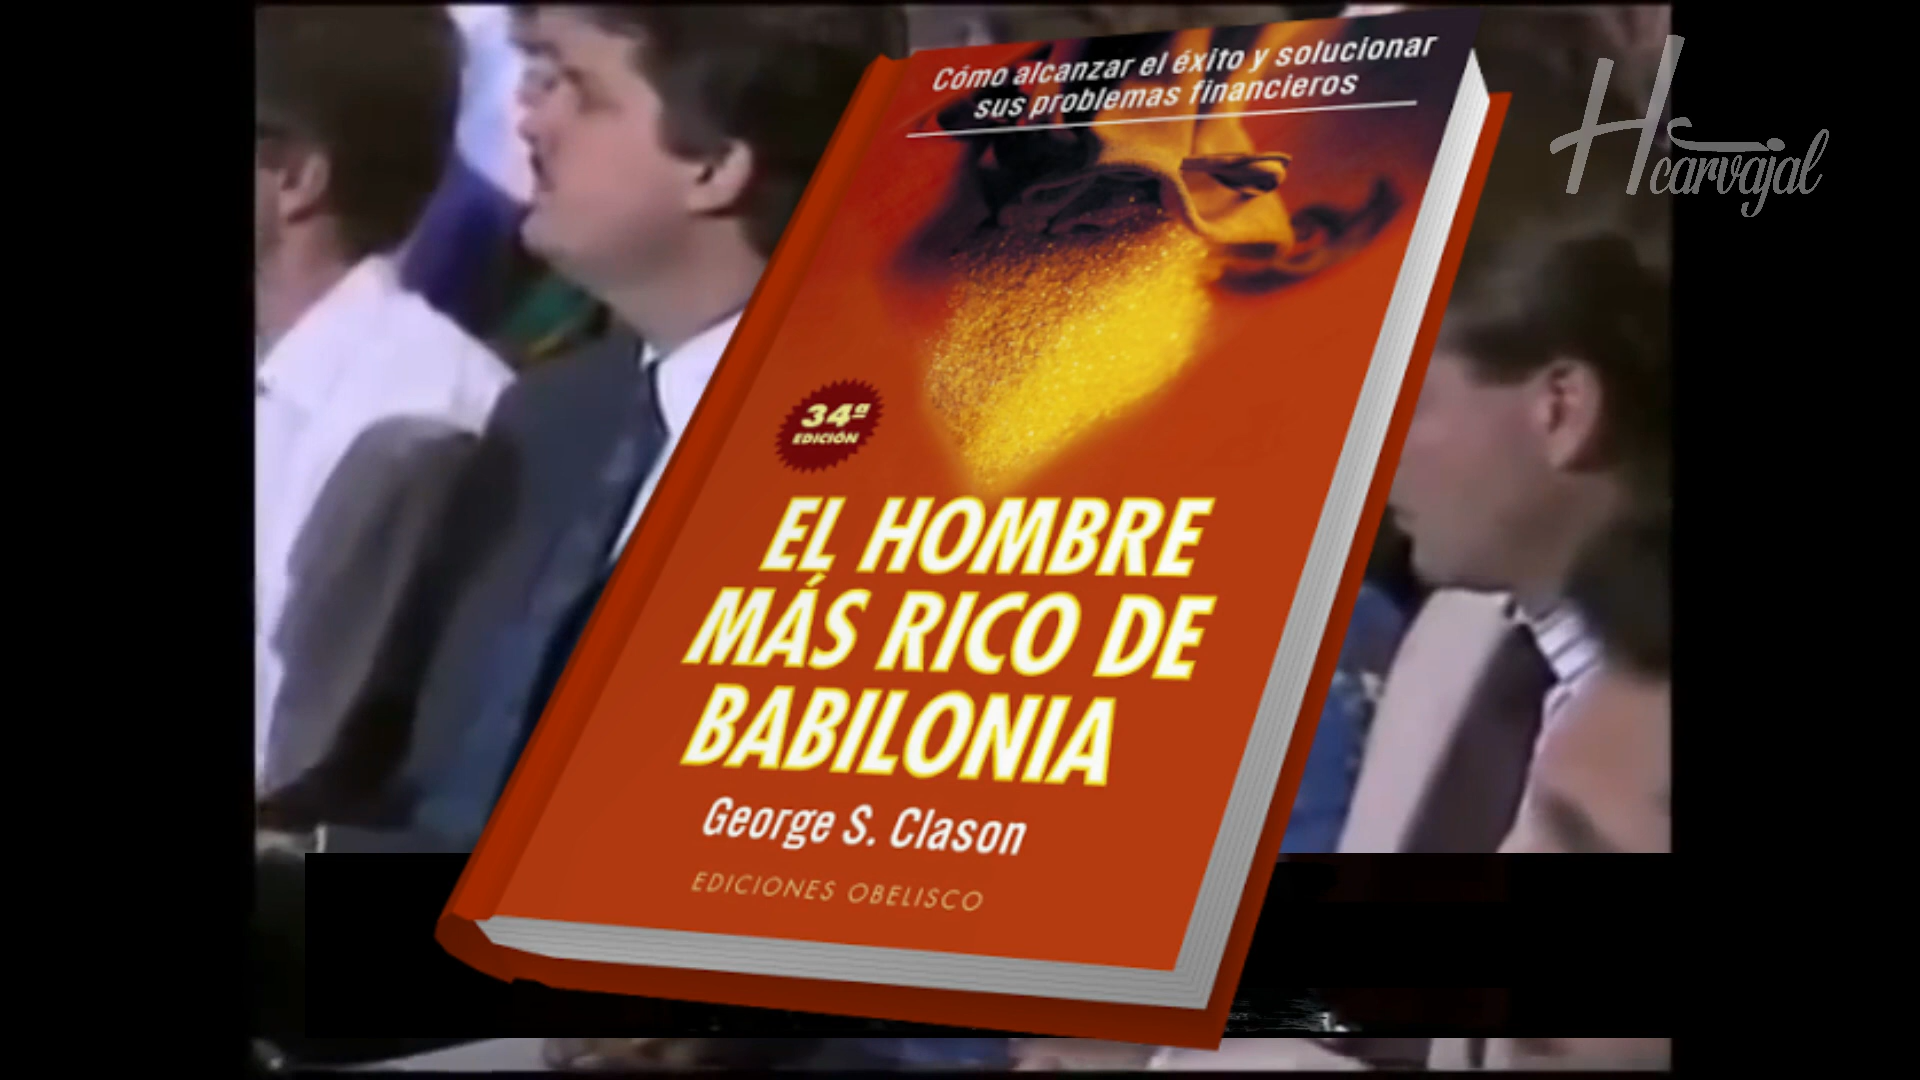 Cómo alcanzar el éxito y solucionar
sus problemas financieros
Hcarvajal
34ª
EDICIÓN
EL HOMBRE
MÁS RICO DE
BABILONIA
George S. Clason
EDICIONES OBELISCO